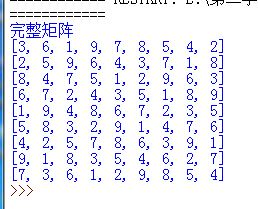 完整矩阵
[3, 6, 1, 9, 7, 8, 5, 4, 2]
[2, 5, 9, 6, 4, 3, 7, 1, 8]
[8, 4, 7, 5, 1, 2, 9, 6, 3]
[6, 7, 2, 4, 3, 5, 1, 8, 9]
[1, 9, 4, 8, 6, 7, 2, 3, 5]
[5, 8, 3, 2, 9, 1, 4, 7, 6]
[4, 2, 5, 7, 8, 6, 3, 9, 1]
[9, 1, 8, 3, 5, 4, 6, 2, 7]
[7, 3, 6, 1, 2, 9, 8, 5, 4]
>>>